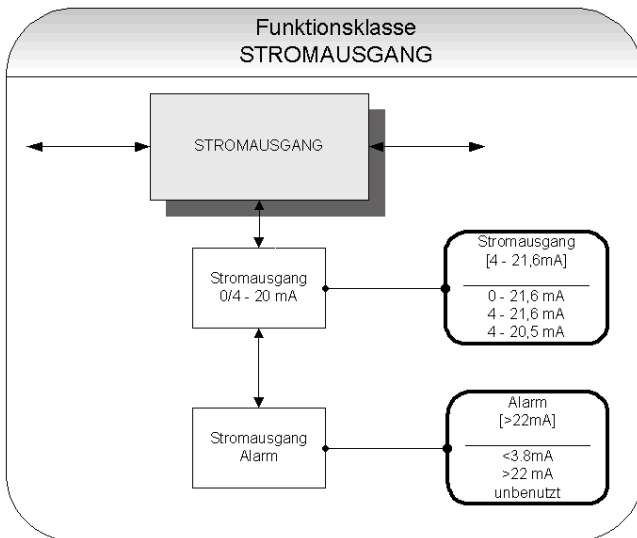 Funktionsklasse
STROMAUSGANG
STROMAUSGANG
Stromausgang
0/4 - 20 mA
Stromausgang
[4 - 21,6mA]
0 - 21,6 mA
4 - 21,6 mA
4 - 20,5 mA
Stromausgang
Alarm
Alarm
[>22mA]
<3.8mA
>22 mA
unbenutzt